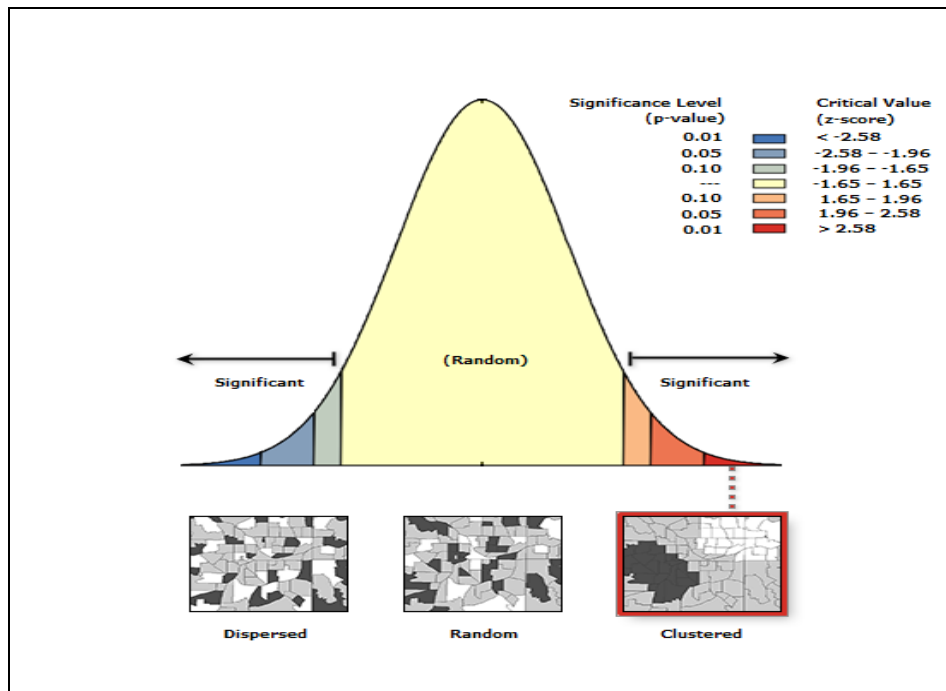 Significance Level Critical Value
(p-value) (z-score)
0.01 < -2.58
0.05 -2.58 – -1.96
0.10 -1.96 – -1.65
--- -1.65 – 1.65
0.10 1.65 – 1.96
0.05 1.96 – 2.58
0.01 > 2.58
(Random)
Significant Significant
Dispersed Random Clustered